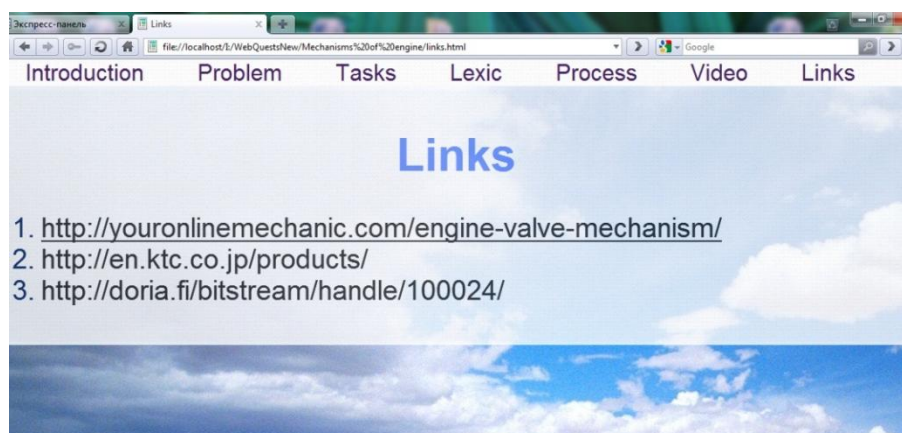 Экспресс-панель Links
file://localhost/E:/WebQuestsNew/Mechanisms%20of%20engine/links.html Google
Introduction Problem Tasks Lexic Process Video Links
Links
1. http://youronlinemechanic.com/engine-valve-mechanism/
2. http://en.ktc.co.jp/products/
3. http://doria.fi/bitstream/handle/100024/